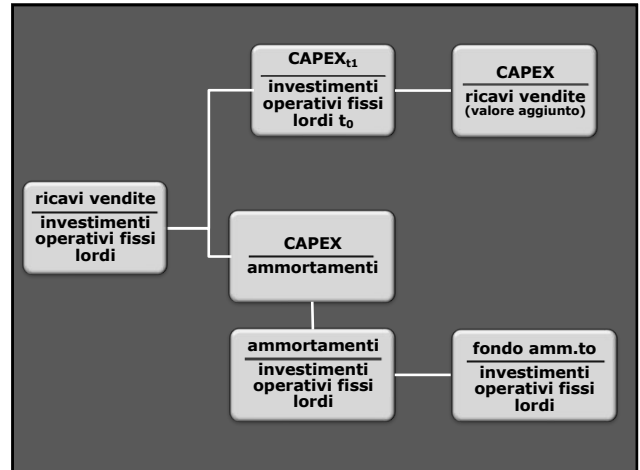 CAPEXt1
investimenti
operativi fissi
lordi t0
CAPEX
ricavi vendite
(valore aggiunto)
ricavi vendite
investimenti
operativi fissi
lordi
CAPEX
ammortamenti
ammortamenti
investimenti
operativi fissi
lordi
fondo amm.to
investimenti
operativi fissi
lordi